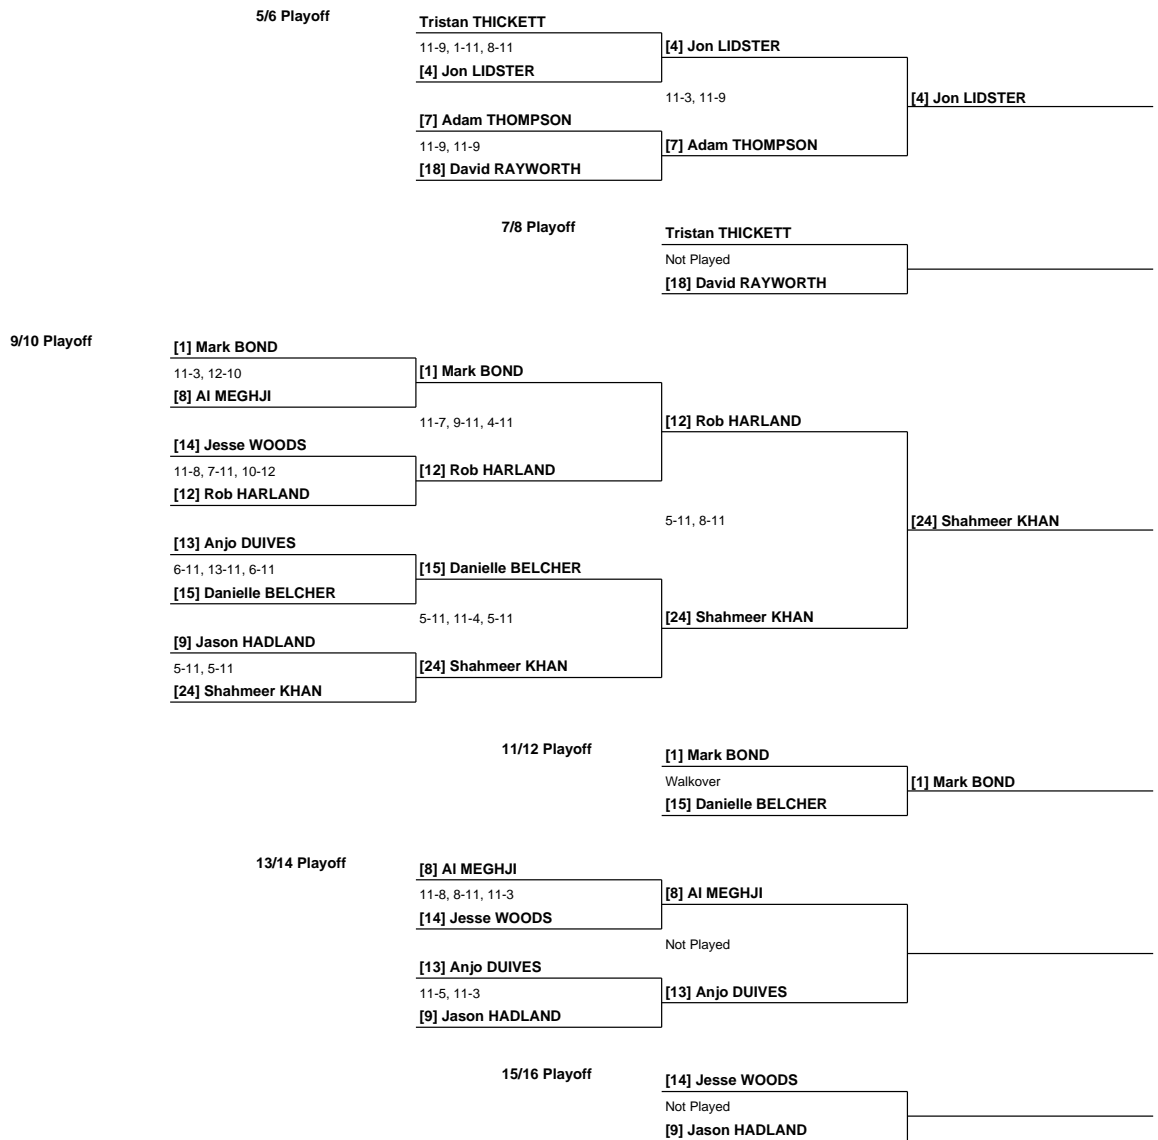 5/6 Playoff
Tristan THICKETT
11-9, 1-11, 8-11
[4] Jon LIDSTER
[4] Jon LIDSTER
11-3, 11-9
[4] Jon LIDSTER
[7] Adam THOMPSON
11-9, 11-9
[7] Adam THOMPSON
[18] David RAYWORTH
7/8 Playoff
Tristan THICKETT
Not Played
[18] David RAYWORTH
9/10 Playoff
[1] Mark BOND
11-3, 12-10
[1] Mark BOND
[8] Al MEGHJI
11-7, 9-11, 4-11
[12] Rob HARLAND
[14] Jesse WOODS
11-8, 7-11, 10-12
[12] Rob HARLAND
[12] Rob HARLAND
5-11, 8-11
[24] Shahmeer KHAN
[13] Anjo DUIVES
6-11, 13-11, 6-11
[15] Danielle BELCHER
[15] Danielle BELCHER
5-11, 11-4, 5-11
[24] Shahmeer KHAN
[9] Jason HADLAND
5-11, 5-11
[24] Shahmeer KHAN
[24] Shahmeer KHAN
11/12 Playoff
[1] Mark BOND
Walkover
[1] Mark BOND
[15] Danielle BELCHER
13/14 Playoff
[8] Al MEGHJI
11-8, 8-11, 11-3
[8] Al MEGHJI
[14] Jesse WOODS
Not Played
[13] Anjo DUIVES
11-5, 11-3
[13] Anjo DUIVES
[9] Jason HADLAND
15/16 Playoff
[14] Jesse WOODS
Not Played
[9] Jason HADLAND